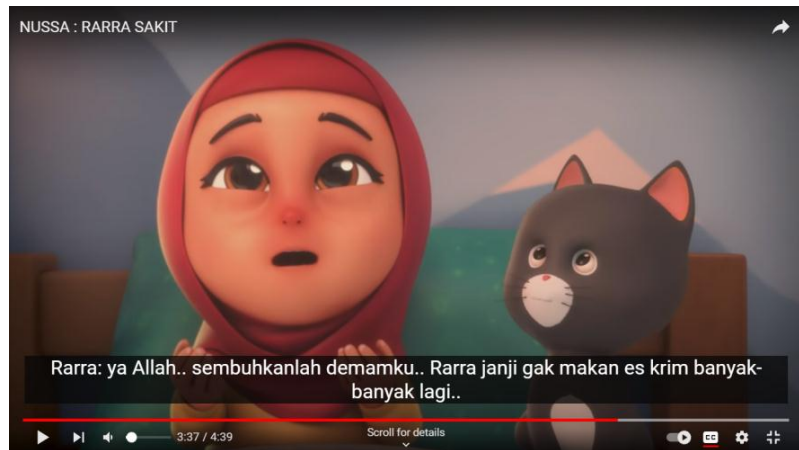 NUSSA : RARRA SAKIT
Rarra: ya Allah.. sembuhkanlah demamku.. Rarra janji gak makan es krim banyak-
banyak lagi..
3:37 / 4:39
Scroll for details
CC